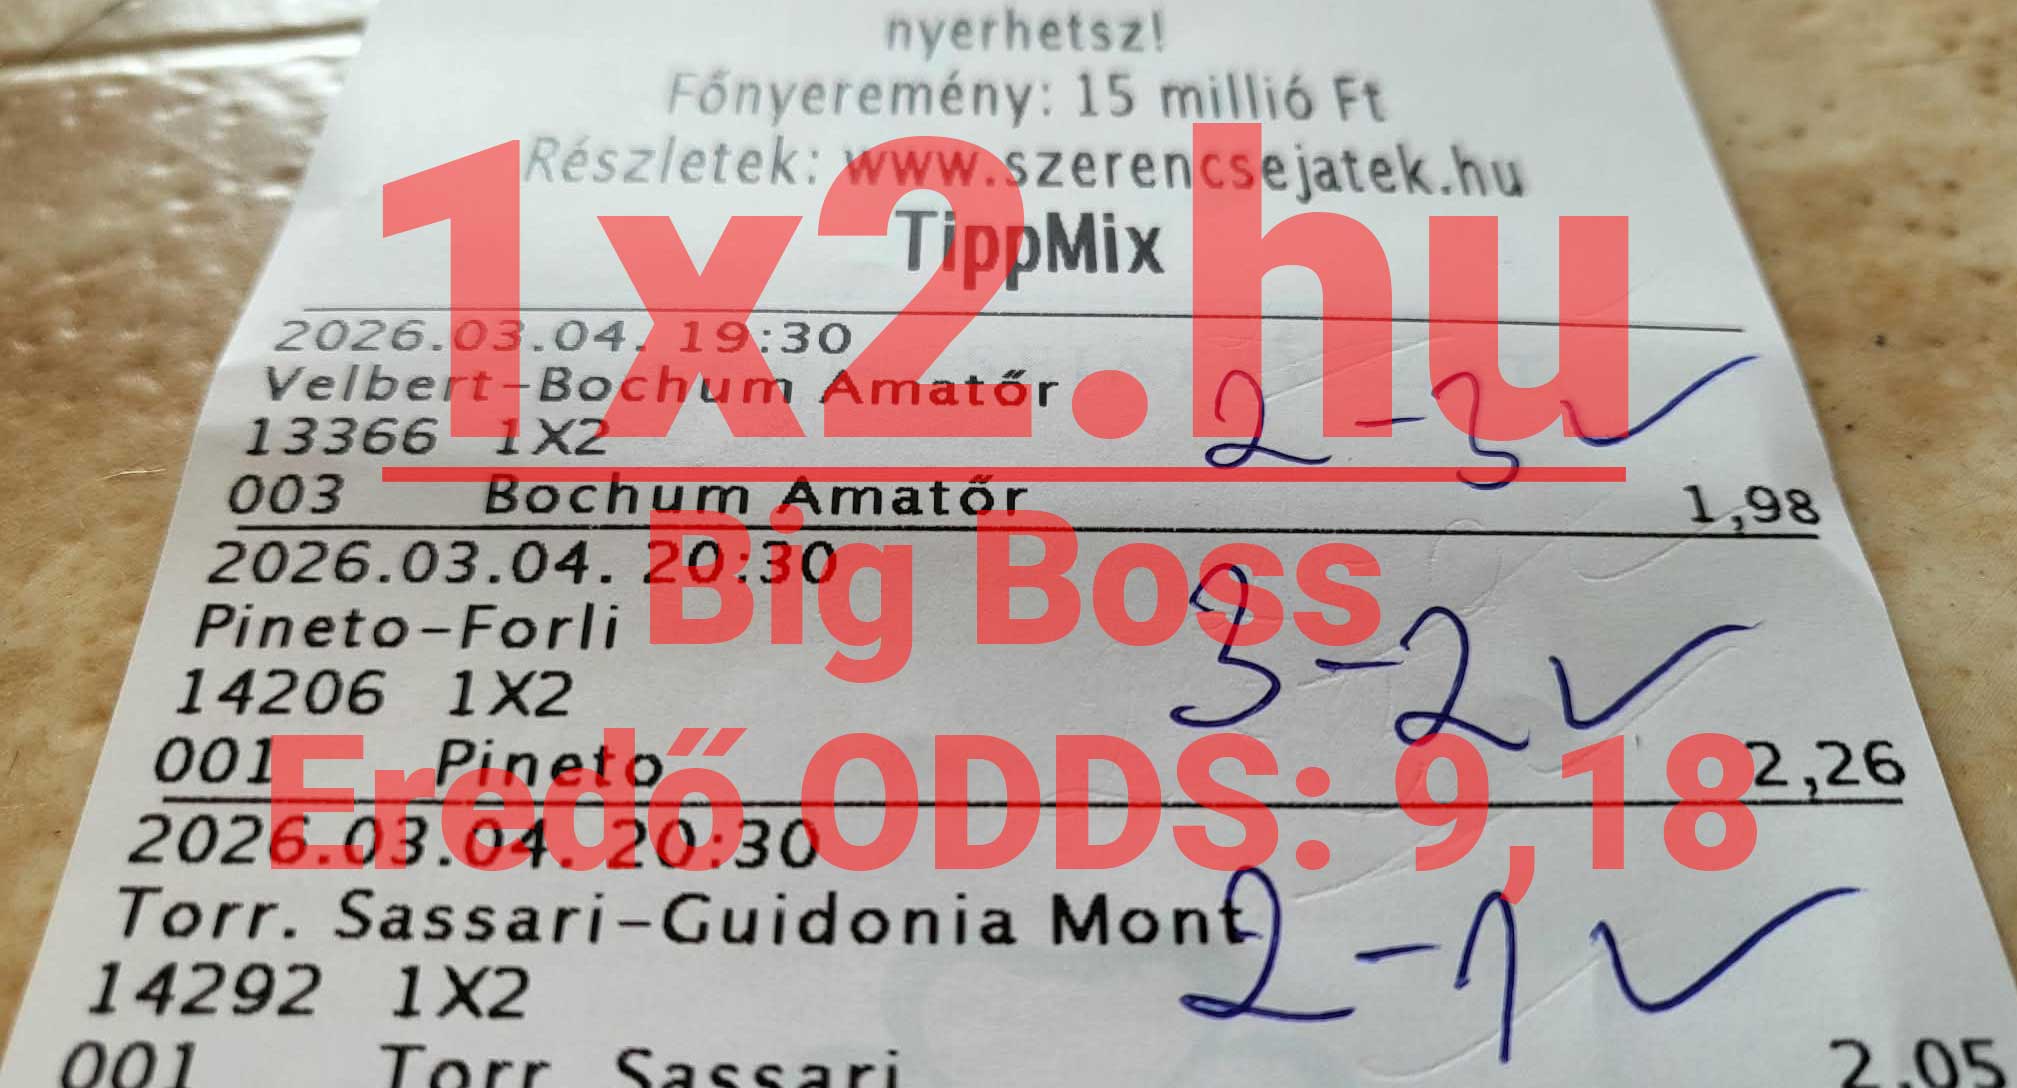 nyerhetsz!
Főnyeremény: 15 millió Ft
Részletek: www.szerencsejatek.hu
TippMix
1x2.hu
2026.03.04. 19:30
Velbert-Bochum Amatőr
13366 1X2
2-3 ✓
003 Bochum Amatőr 1,98
Big Boss
2026.03.04. 20:30
Pineto-Forli
14206 1X2
3-2 ✓
001 Pineto 2,26
Eredő ODDS: 9,18
2026.03.04. 20:30
Torr. Sassari-Guidonia Mont
14292 1X2
2-1 ✓
001 Torr. Sassari 2,05